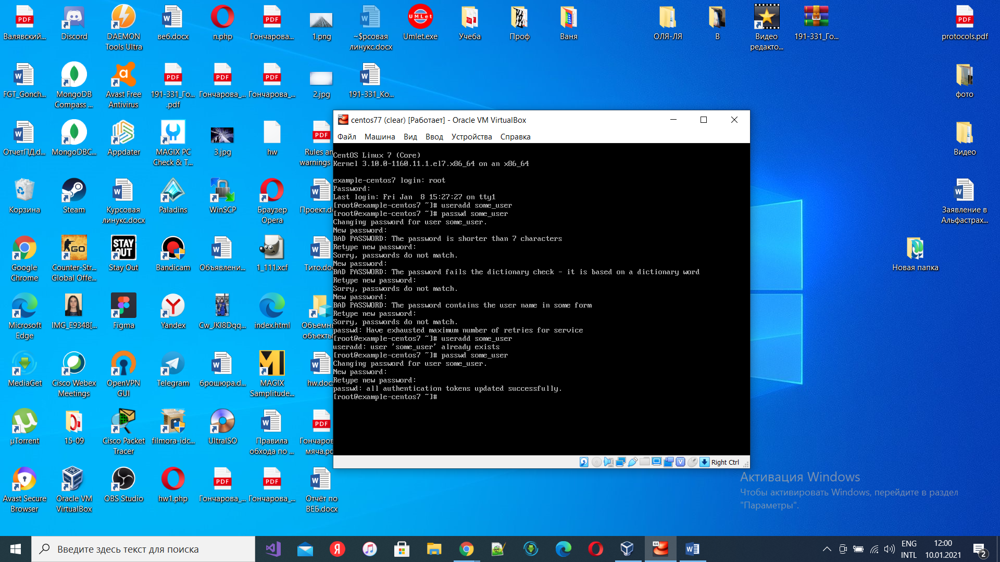 Валявский...
Discord
DAEMON
Tools Ultra
веб.docx
n.php
Гончарова...
1.png
~$рсовая
линукс.docx
UMLet
Umlet.exe
Учеба
Проф
Ваня
ОЛЯ-ЛЯ
В
Видео
редакто...
191-331_Го...
protocols.pdf
FGT_Gonch...
MongoDB
Compass ...
Avast Free
Antivirus
191-331_Го...
.pdf
Гончарова_...
Гончарова_...
2.jpg
191-331_Ко...
фото
ОтчетПД.d...
MongoDBC...
Appdater
MAGIX PC
Check & T...
3.jpg
hw
Rules an
warnings
Видео
Корзина
Steam
Курсовая
линукс.docx
Paladins
WinSCP
Браузер
Opera
Проект.do
Заявление в
Альфастрах...
Google
Chrome
Counter-Str...
Global Offe...
STAY
OUT
Stay Out
Bandicam
Объявлени...
1_111.xcf
Тито.doc
Новая папка
Microsoft
Edge
IMG_E9348[...
Figma
Yandex
Cw_JKI8Dqq...
index.html
Объемны
объекты
MediaGet
Cisco Webex
Meetings
OpenVPN
GUI
Telegram
брошюра.d...
MAGIX
Samplitude...
hw.docx
µTorrent
15-09
Cisco Packet
Tracer
filmora-idc...
UltraISO
Правила
обхода по ...
Гончаров
мяча.pd
Avast Secure
Browser
Oracle VM
VirtualBox
OBS Studio
hw1.php
Гончарова_...
Гончарова_...
Отчёт по
ВЕБ.docx
centos77 (clear) [Работает] - Oracle VM VirtualBox
Файл Машина Вид Ввод Устройства Справка
CentOS Linux 7 (Core)
Kernel 3.10.0-1160.11.1.el7.x86_64 on an x86_64
example-centos7 login: root
Password:
Last login: Fri Jan  8 15:27:27 on tty1
[root@example-centos7 ~]# useradd some_user
[root@example-centos7 ~]# passwd some_user
Changing password for user some_user.
New password:
BAD PASSWORD: The password is shorter than 7 characters
Retype new password:
Sorry, passwords do not match.
New password:
BAD PASSWORD: The password fails the dictionary check - it is based on a dictionary word
Retype new password:
Sorry, passwords do not match.
New password:
BAD PASSWORD: The password contains the user name in some form
Retype new password:
Sorry, passwords do not match.
passwd: Have exhausted maximum number of retries for service
[root@example-centos7 ~]# useradd some_user
useradd: user 'some_user' already exists
[root@example-centos7 ~]# passwd some_user
Changing password for user some_user.
New password:
Retype new password:
passwd: all authentication tokens updated successfully.
[root@example-centos7 ~]#
Right Ctrl
Активация Windows
Чтобы активировать Windows, перейдите в раздел
"Параметры".
Введите здесь текст для поиска
ENG
INTL
12:00
10.01.2021
2